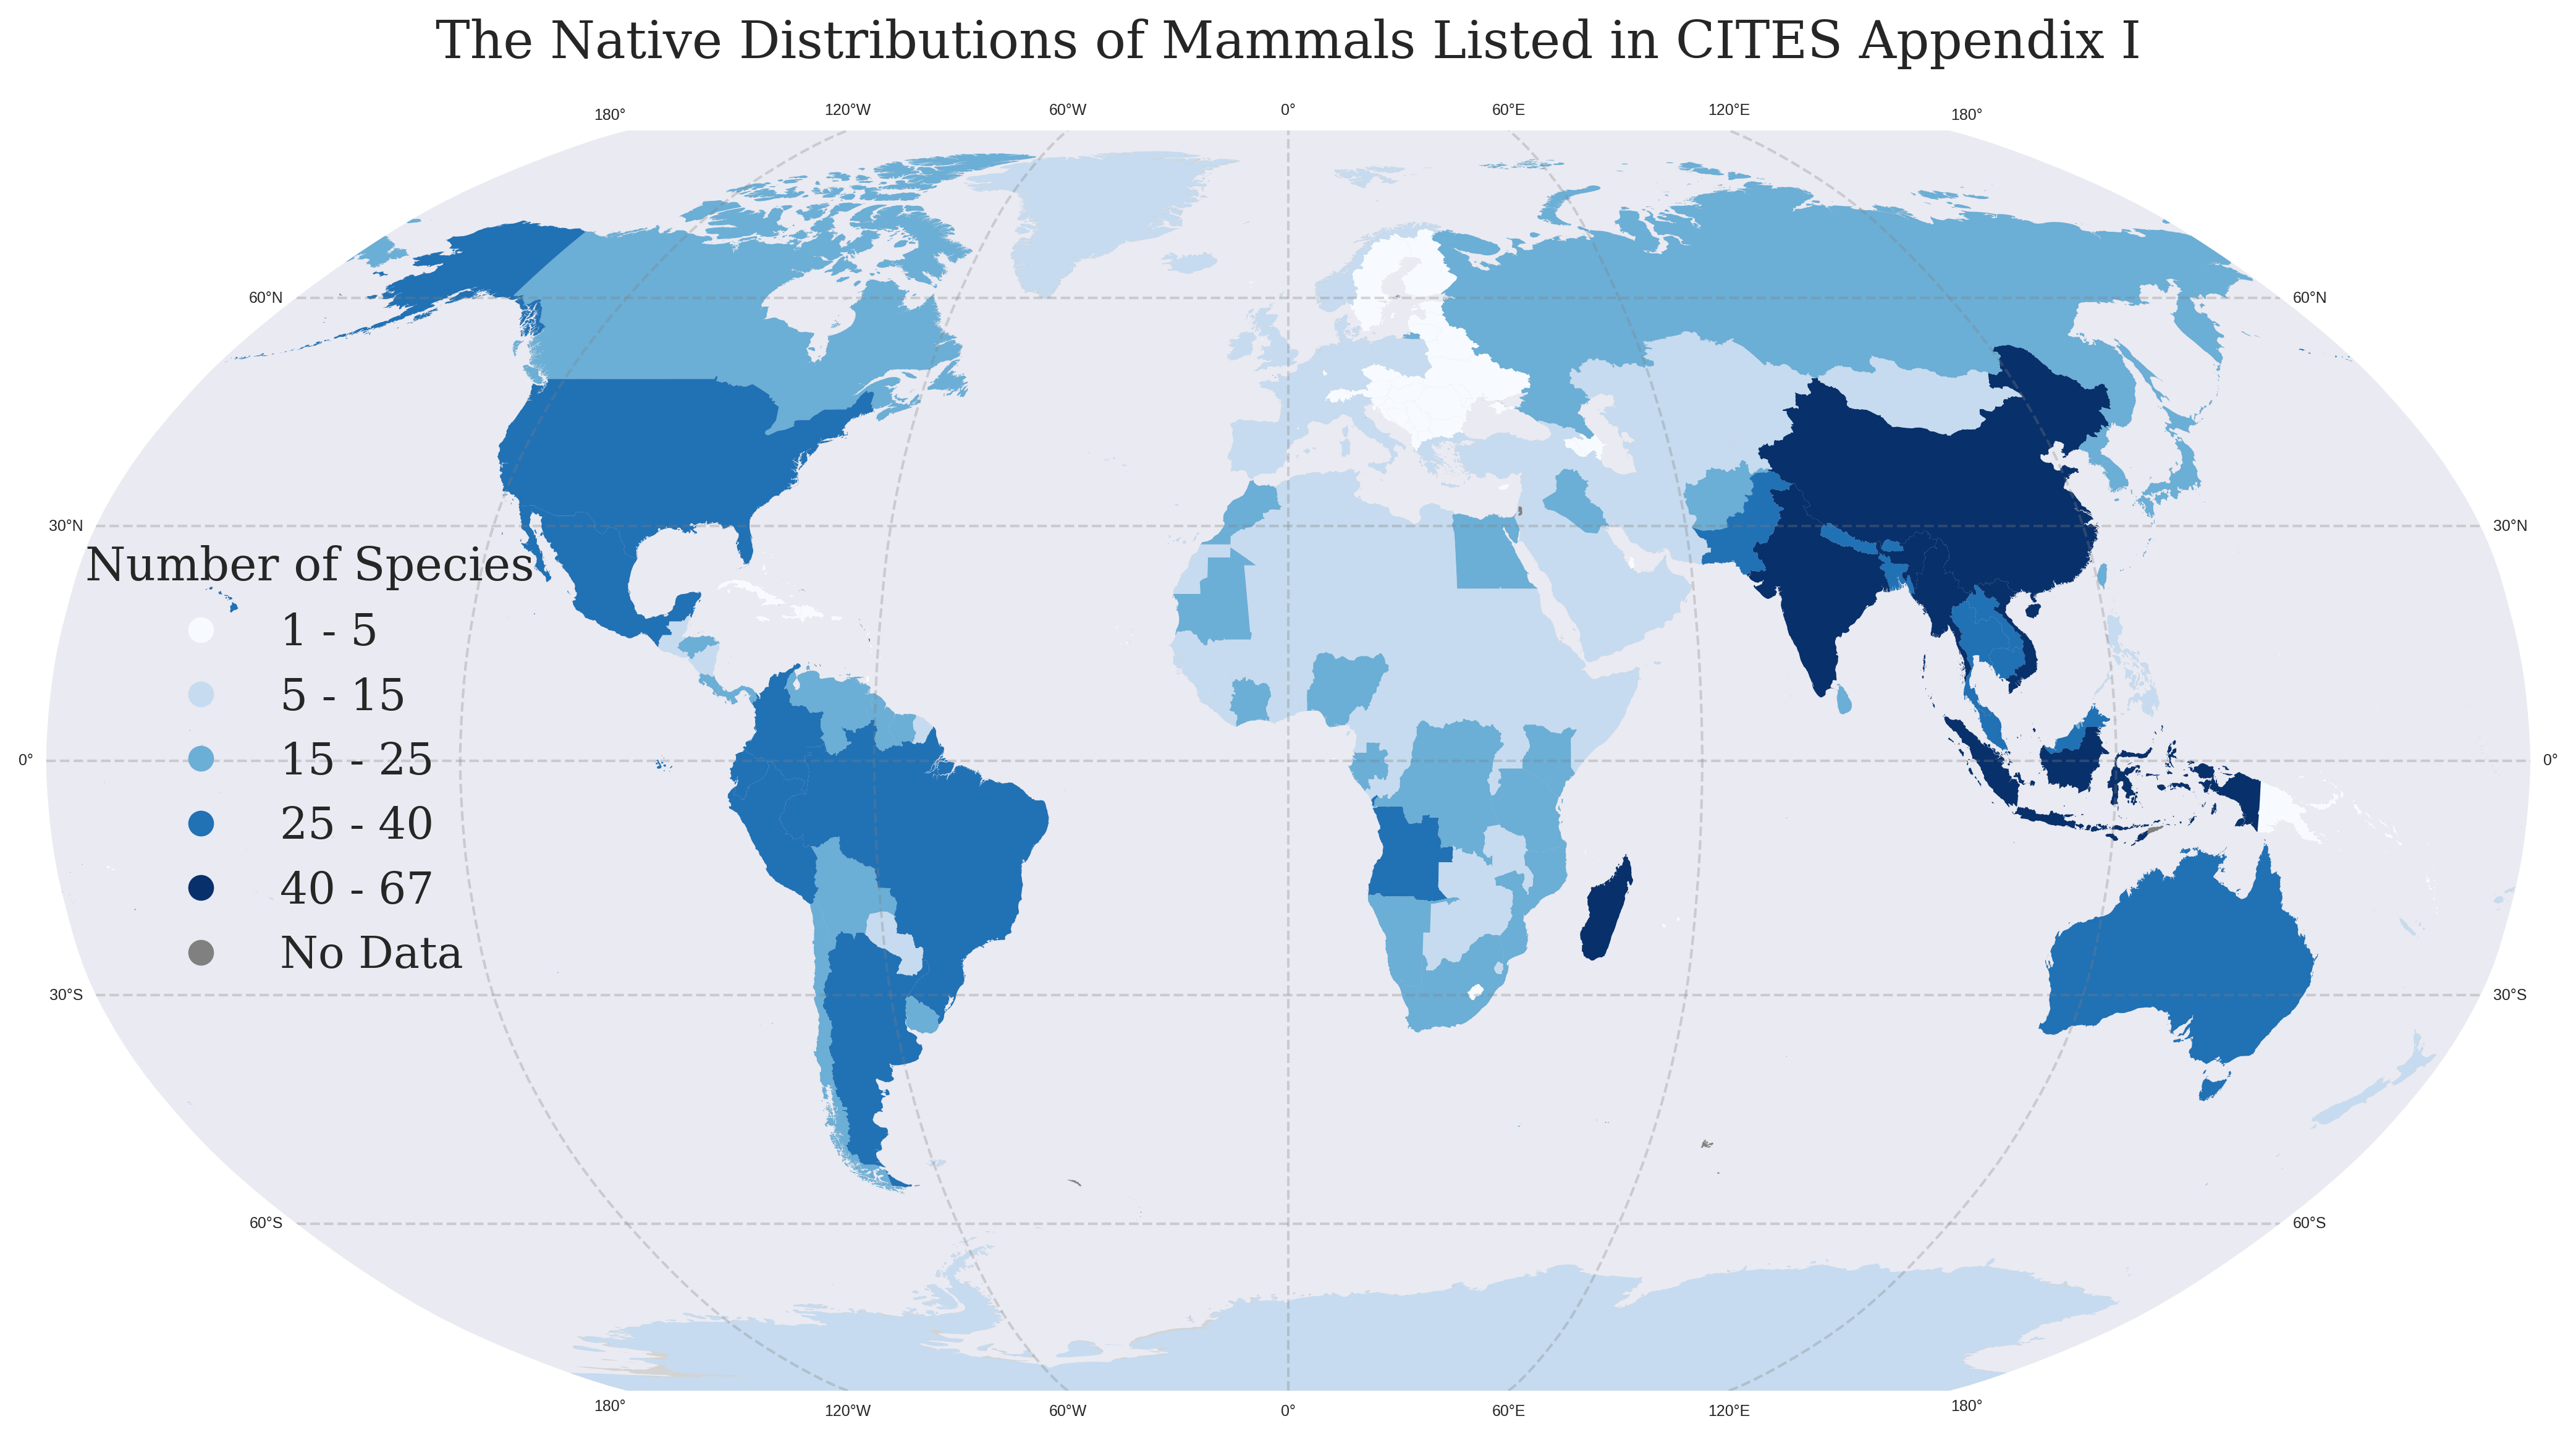 The Native Distributions of Mammals Listed in CITES Appendix I
180° 120°W 60°W 0° 60°E 120°E 180°
60°N 60°N
30°N 30°N
Number of Species
1 - 5
5 - 15
15 - 25
0° 0°
25 - 40
40 - 67
No Data
30°S 30°S
60°S 60°S
180° 120°W 60°W 0° 60°E 120°E 180°